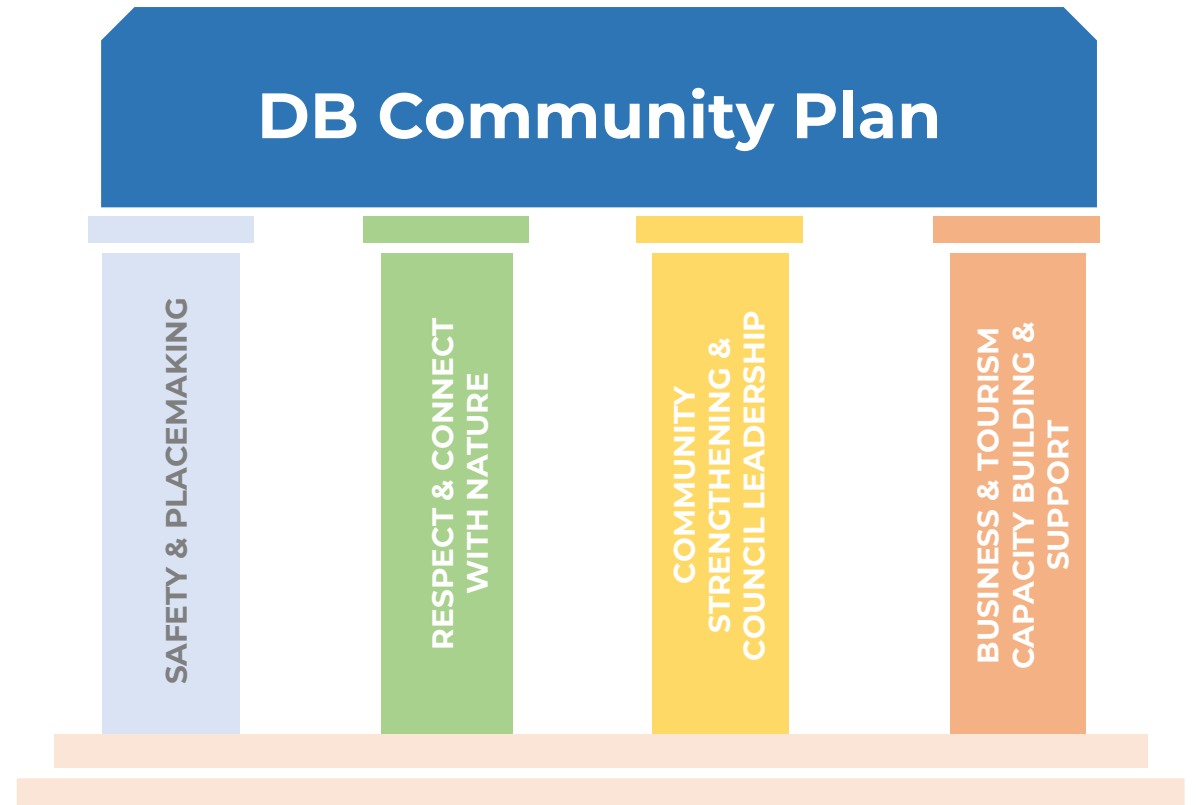 DB Community Plan
SAFETY & PLACEMAKING
RESPECT & CONNECT
WITH NATURE
COMMUNITY
STRENGTHENING &
COUNCIL LEADERSHIP
BUSINESS & TOURISM
CAPACITY BUILDING &
SUPPORT